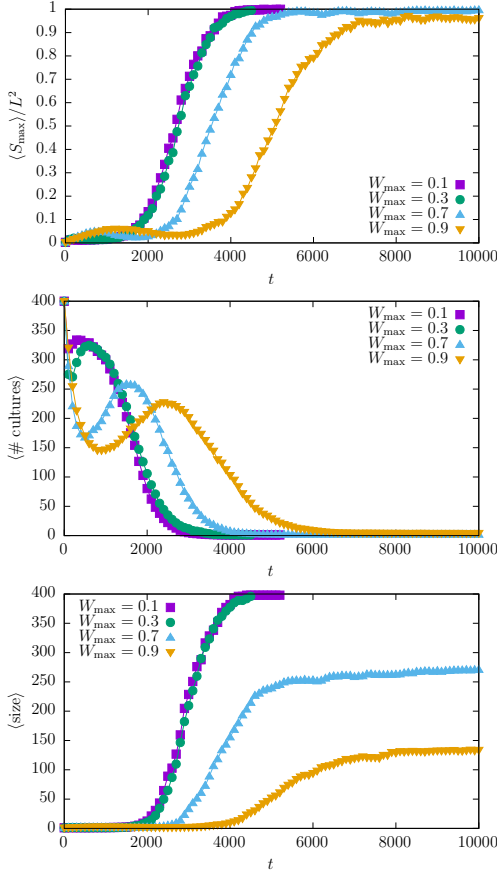 1
0.9
0.8
0.7
0.6
0.5
0.4
0.3
0.2
0.1
0
⟨S_max⟩/L²
W_max = 0.1
W_max = 0.3
W_max = 0.7
W_max = 0.9
0 2000 4000 6000 8000 10000
t
400
350
300
250
200
150
100
50
0
⟨# cultures⟩
W_max = 0.1
W_max = 0.3
W_max = 0.7
W_max = 0.9
0 2000 4000 6000 8000 10000
t
400
350
300
250
200
150
100
50
0
⟨size⟩
W_max = 0.1
W_max = 0.3
W_max = 0.7
W_max = 0.9
0 2000 4000 6000 8000 10000
t